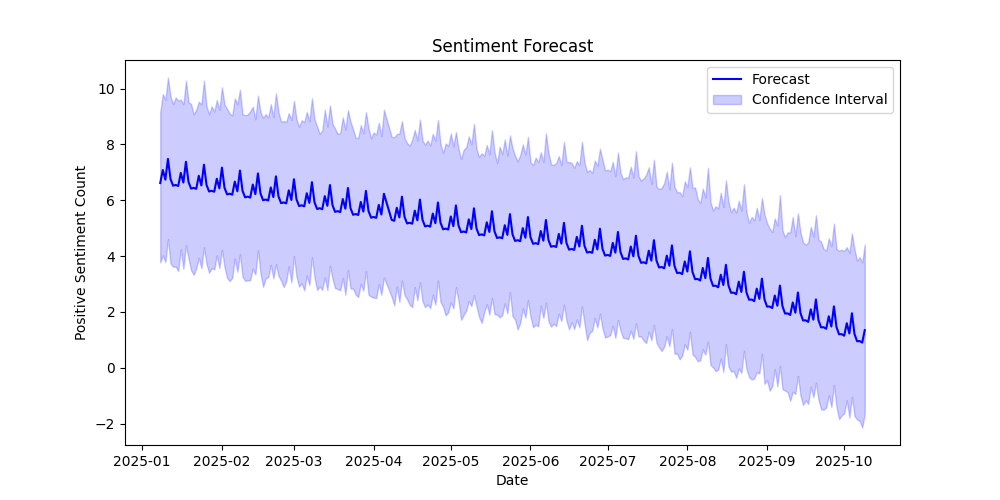 Sentiment Forecast
Forecast
Confidence Interval
Positive Sentiment Count
10
8
6
4
2
0
−2
2025-01 2025-02 2025-03 2025-04 2025-05 2025-06 2025-07 2025-08 2025-09 2025-10
Date